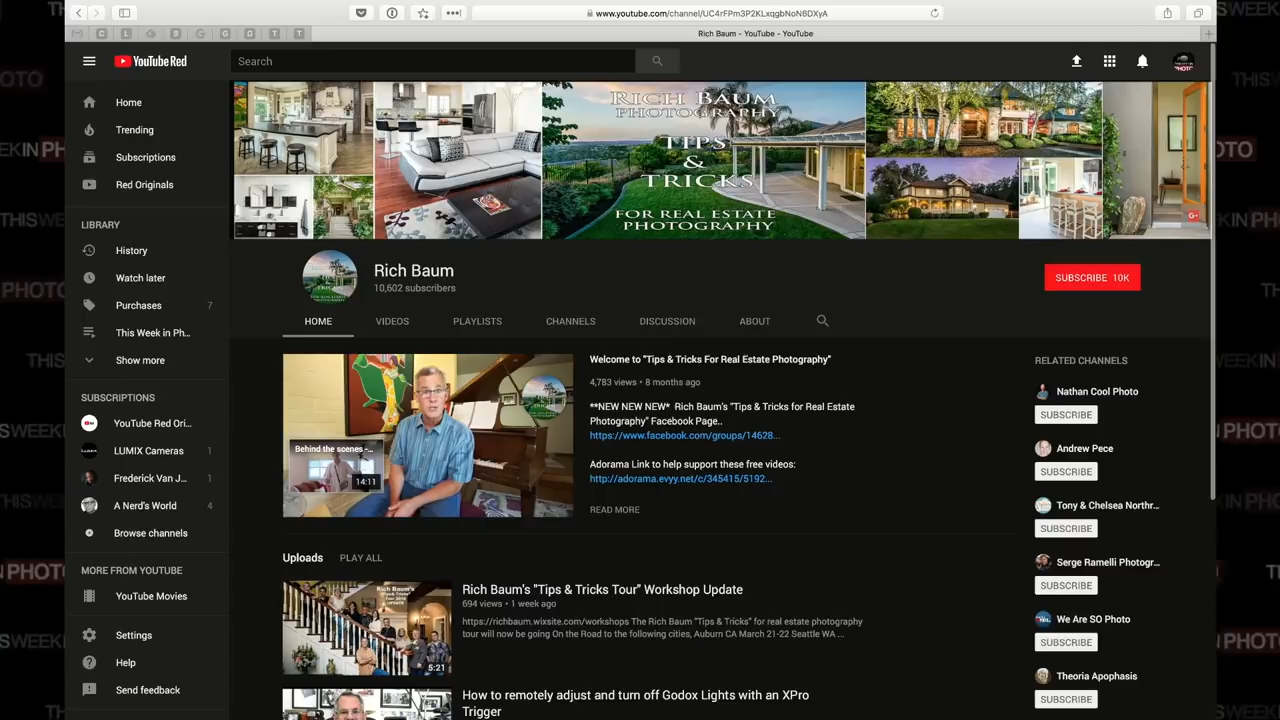 www.youtube.com/channel/UC4rFPm3P2KLxqgbNoN6DXyA
C L B G G Q T T
Rich Baum - YouTube - YouTube
YouTube Red
Search
Home
Trending
Subscriptions
Red Originals
LIBRARY
History
Watch later
Purchases 7
This Week in Ph...
Show more
SUBSCRIPTIONS
YouTube Red Ori...
LUMIX Cameras 1
Frederick Van J... 1
A Nerd's World 4
Browse channels
MORE FROM YOUTUBE
YouTube Movies
Settings
Help
Send feedback
RICH BAUM
PHOTOGRAPHY
TIPS
&
TRICKS
FOR REAL ESTATE
PHOTOGRAPHY
Rich Baum
10,602 subscribers
SUBSCRIBE 10K
HOME VIDEOS PLAYLISTS CHANNELS DISCUSSION ABOUT
Behind the scenes -...
14:11
Welcome to "Tips & Tricks For Real Estate Photography"
4,783 views • 8 months ago
**NEW NEW NEW* Rich Baum's "Tips & Tricks for Real Estate
Photography" Facebook Page..
https://www.facebook.com/groups/14628...
Adorama Link to help support these free videos:
http://adorama.evyy.net/c/345415/5192...
READ MORE
Uploads PLAY ALL
Rich Baum's
5:21
Rich Baum's "Tips & Tricks Tour" Workshop Update
694 views • 1 week ago
https://richbaum.wixsite.com/workshops The Rich Baum "Tips & Tricks" for real estate photography
tour will now be going On the Road to the following cities, Auburn CA March 21-22 Seattle WA ...
How to remotely adjust and turn off Godox Lights with an XPro
Trigger
RELATED CHANNELS
Nathan Cool Photo
SUBSCRIBE
Andrew Pece
SUBSCRIBE
Tony & Chelsea Northr...
SUBSCRIBE
Serge Ramelli Photogr...
SUBSCRIBE
We Are SO Photo
SUBSCRIBE
Theoria Apophasis
SUBSCRIBE